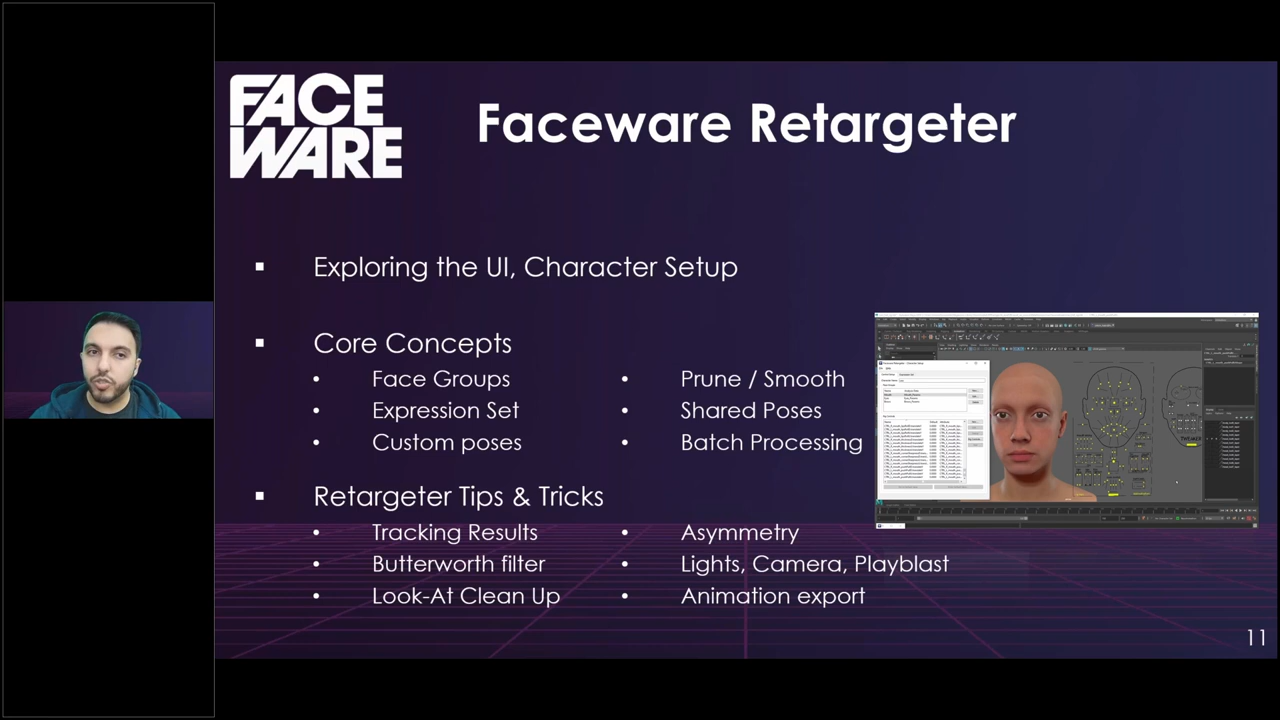 FACE
WARE
Faceware Retargeter
Exploring the UI, Character Setup
Core Concepts
Face Groups
Expression Set
Custom poses
Prune / Smooth
Shared Poses
Batch Processing
Retargeter Tips & Tricks
Tracking Results
Butterworth filter
Look-At Clean Up
Asymmetry
Lights, Camera, Playblast
Animation export
11